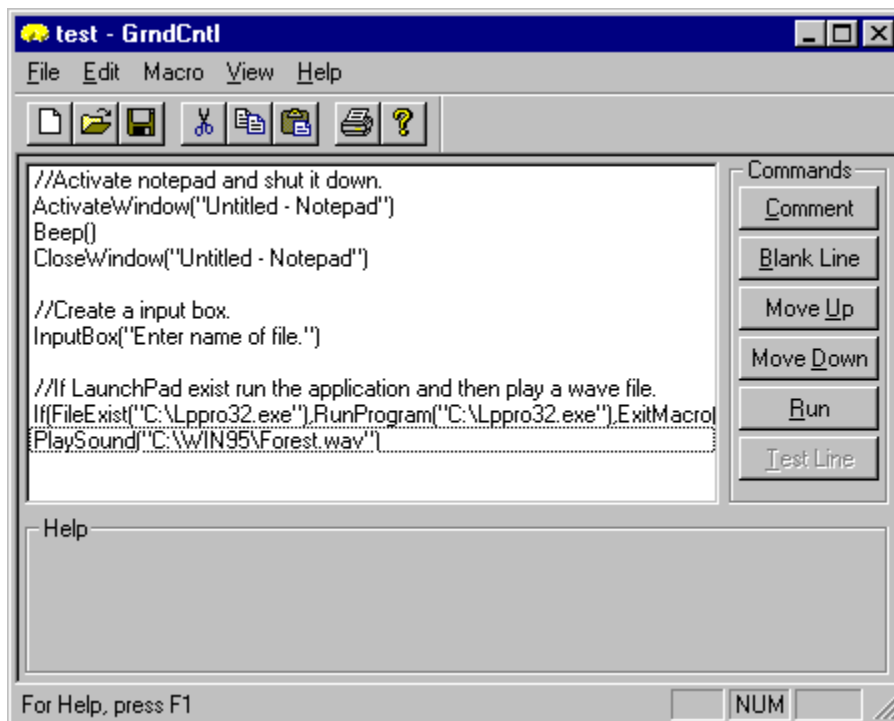 test - GrndCntl
File Edit Macro View Help
//Activate notepad and shut it down.
ActivateWindow("Untitled - Notepad")
Beep()
CloseWindow("Untitled - Notepad")
//Create a input box.
InputBox("Enter name of file.")
//If LaunchPad exist run the application and then play a wave file.
If(FileExist("C:\Lppro32.exe"),RunProgram("C:\Lppro32.exe"),ExitMacro(
PlaySound("C:\WIN95\Forest.wav")
Commands
Comment
Blank Line
Move Up
Move Down
Run
Test Line
Help
For Help, press F1
NUM